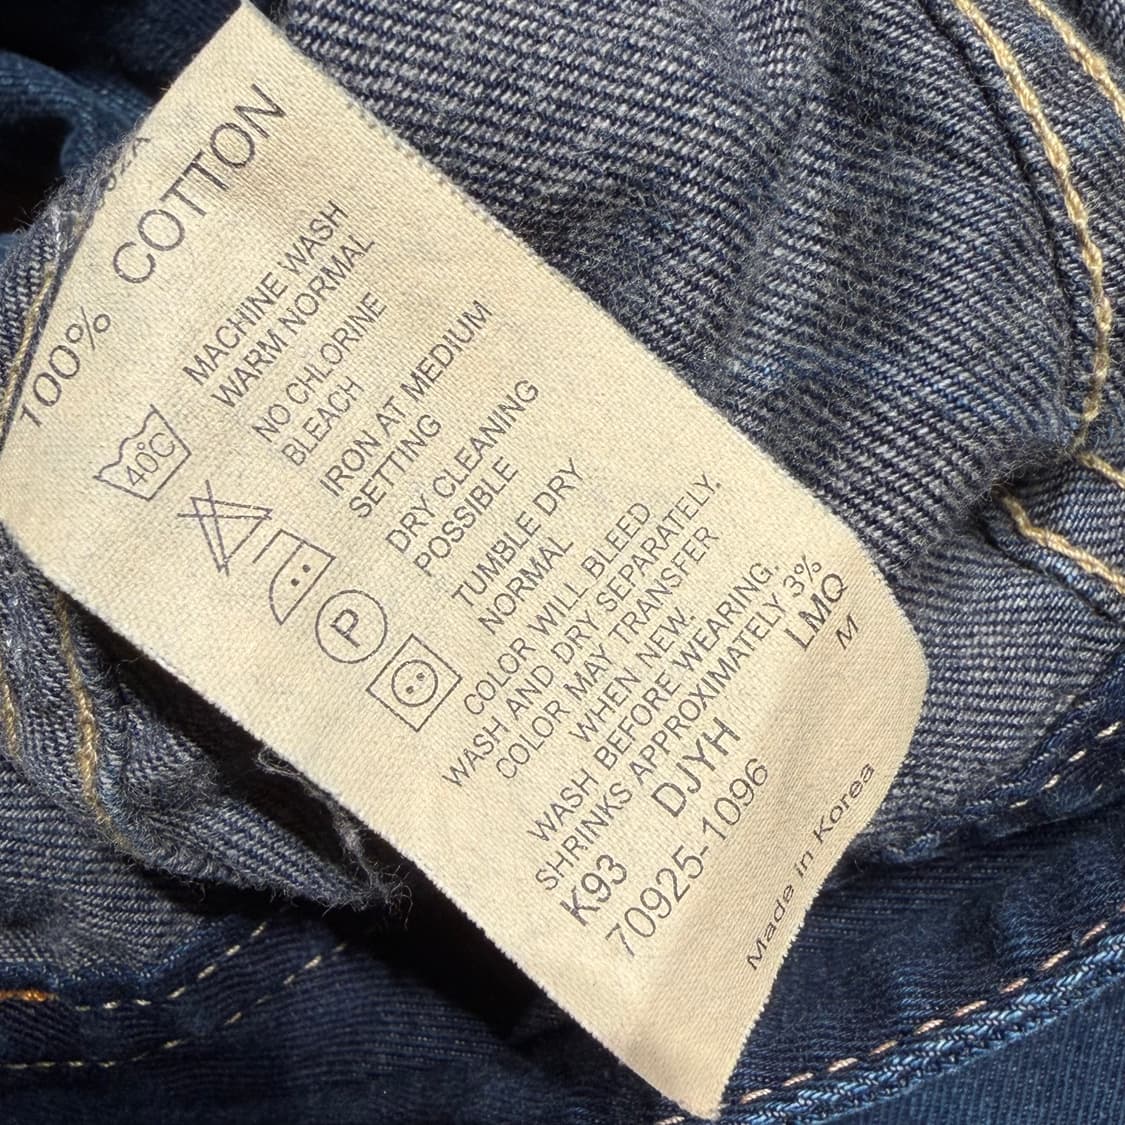 100% COTTON
40°C
MACHINE WASH
WARM NORMAL
NO CHLORINE
BLEACH
IRON AT MEDIUM
SETTING
P
DRY CLEANING
POSSIBLE
TUMBLE DRY
NORMAL
COLOR WILL BLEED
WASH AND DRY SEPARATELY.
COLOR MAY TRANSFER
WHEN NEW.
WASH BEFORE WEARING.
SHRINKS APPROXIMATELY 3%
K93 DJYH LMQ
70925-1096 M
Made in Korea